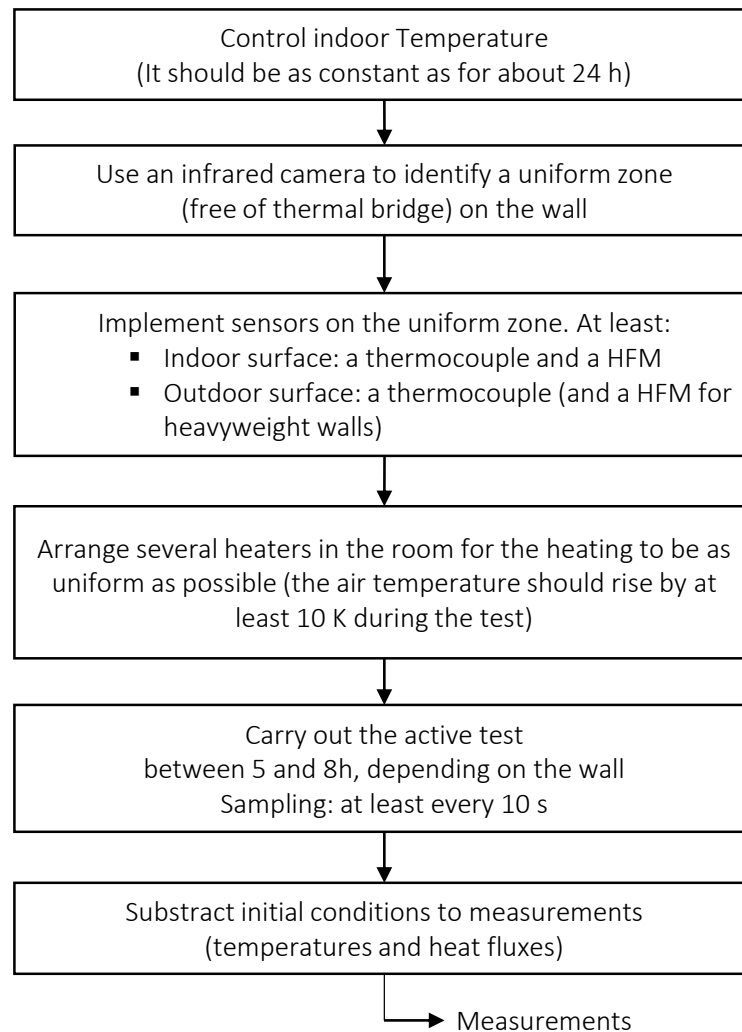 Control indoor Temperature
(It should be as constant as for about 24 h)
Use an infrared camera to identify a uniform zone
(free of thermal bridge) on the wall
Implement sensors on the uniform zone. At least:
▪ Indoor surface: a thermocouple and a HFM
▪ Outdoor surface: a thermocouple (and a HFM for
heavyweight walls)
Arrange several heaters in the room for the heating to be as
uniform as possible (the air temperature should rise by at
least 10 K during the test)
Carry out the active test
between 5 and 8h, depending on the wall
Sampling: at least every 10 s
Substract initial conditions to measurements
(temperatures and heat fluxes)
Measurements